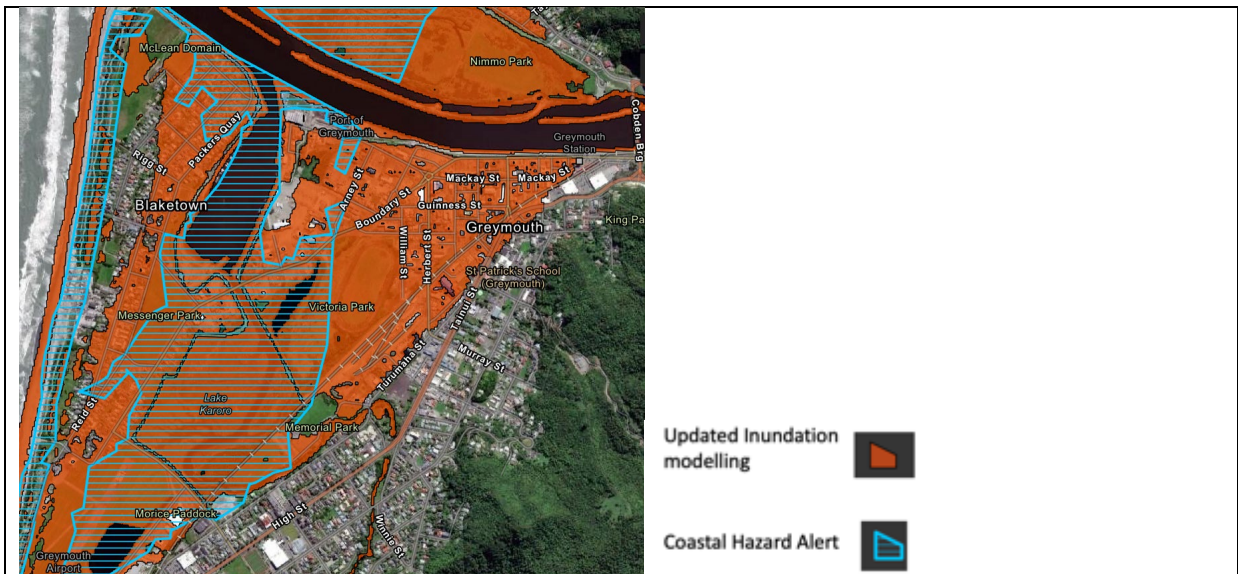 Ta
McLean Domain
Nimmo Park
Port of
Greymouth
Cobden Brg
Greymouth
Station
Packers Quay
Rigg St
Mackay St
Mackay St
Arney St
Blaketown
Boundary St
Guinness St
King Pa
Greymouth
William St
Herbert St
St Patrick's School
(Greymouth)
Victoria Park
Tainui St
Messenger Park
Murray St
Turumaha St
Lake
Karoro
Reid St
Memorial Park
Updated Inundation
modelling
High St
Morice Paddock
Winnie St
Coastal Hazard Alert
Greymouth
Airport